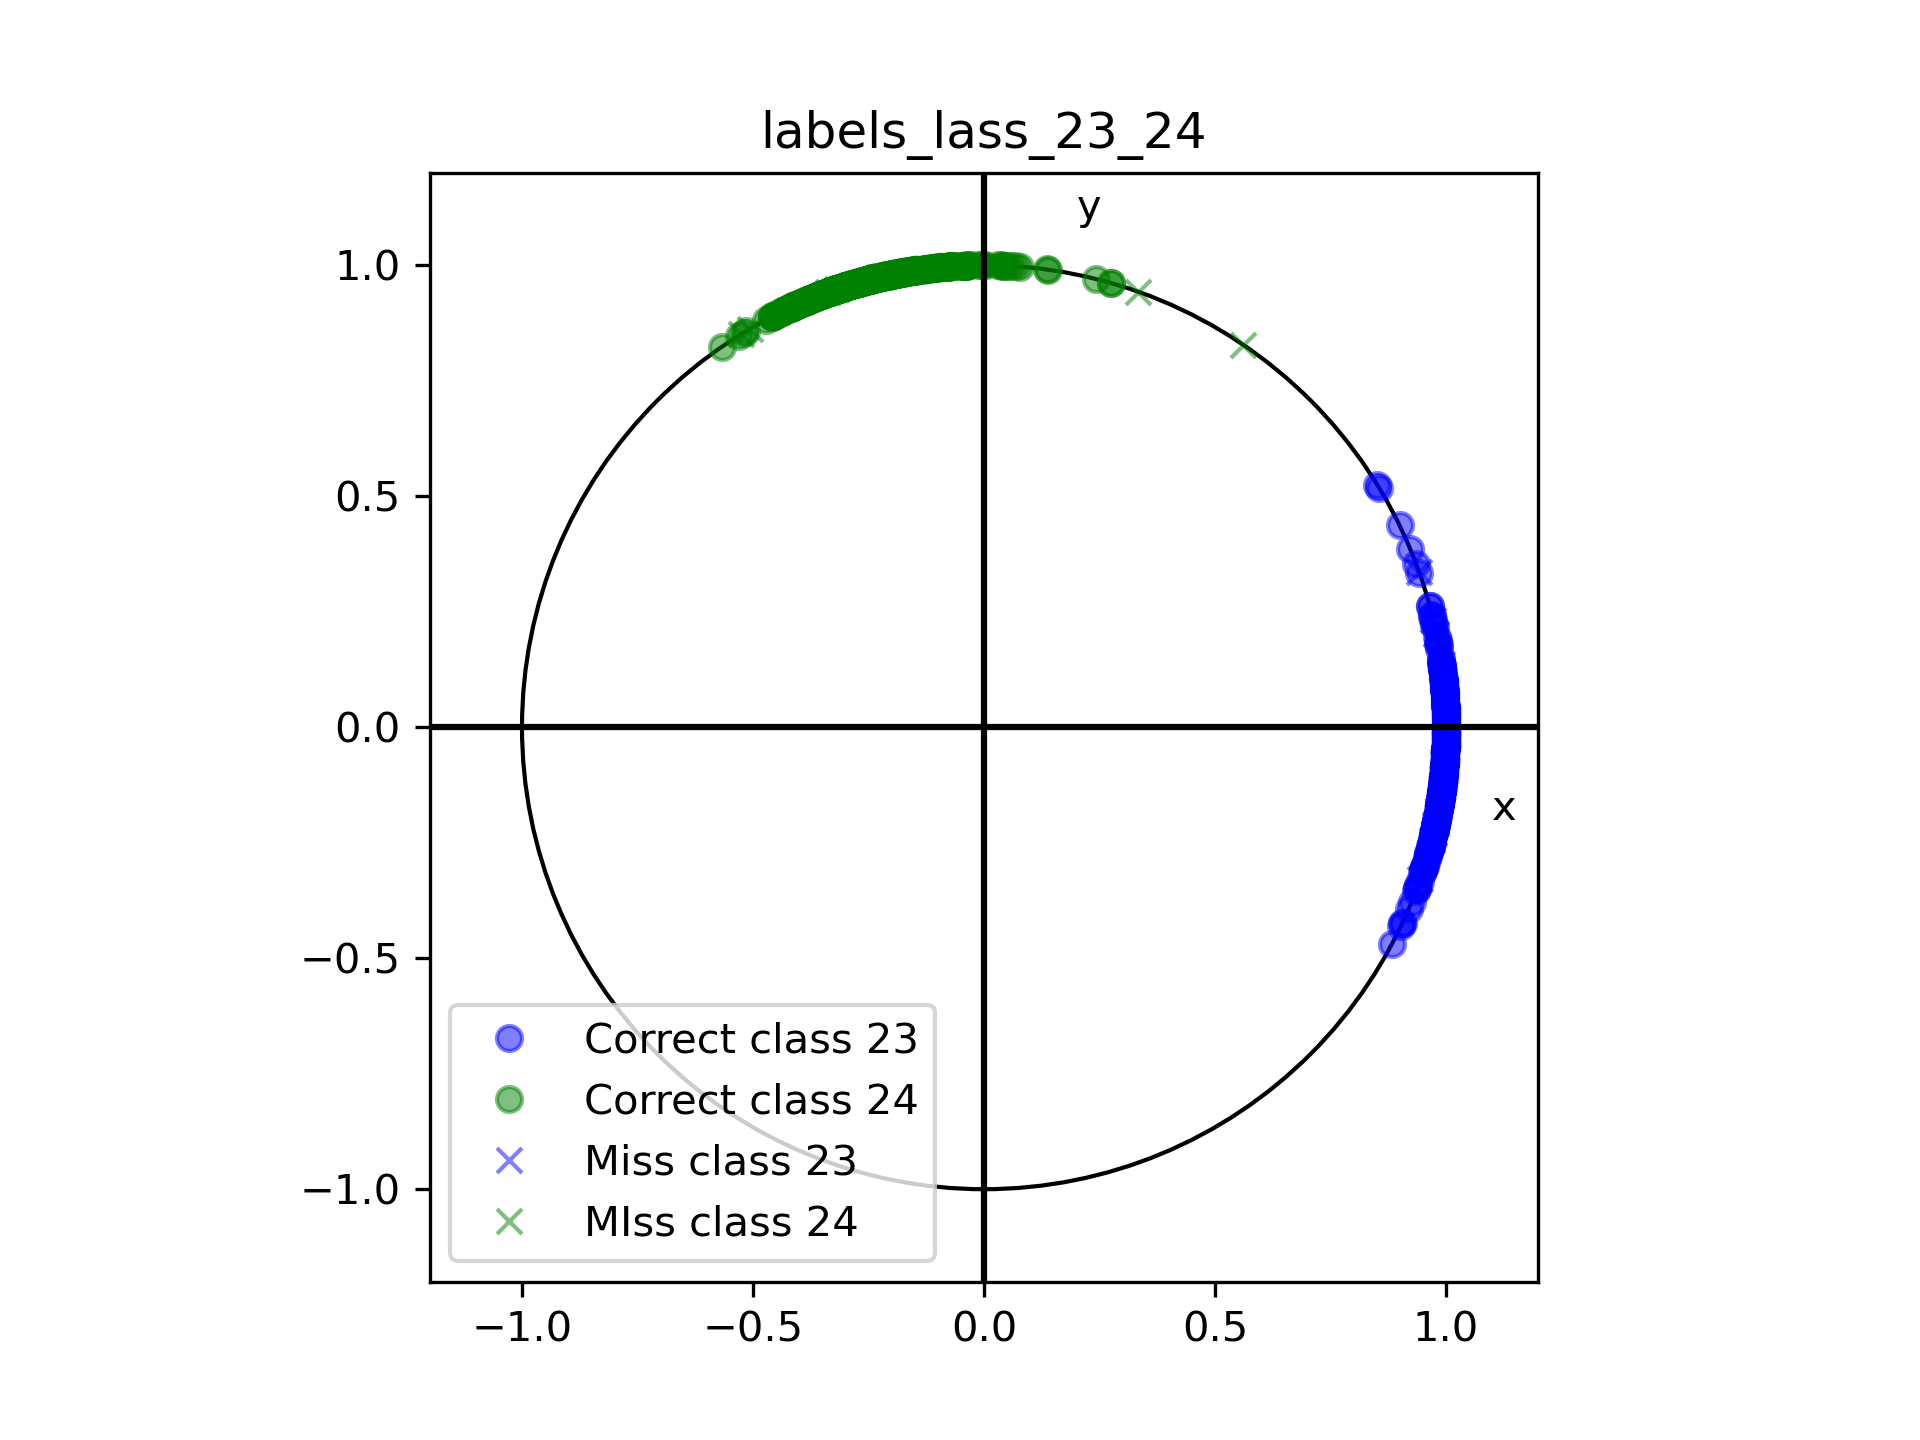 labels_lass_23_24
y
1.0
0.5
0.0
x
−0.5
−1.0
Correct class 23
Correct class 24
Miss class 23
MIss class 24
−1.0 −0.5 0.0 0.5 1.0